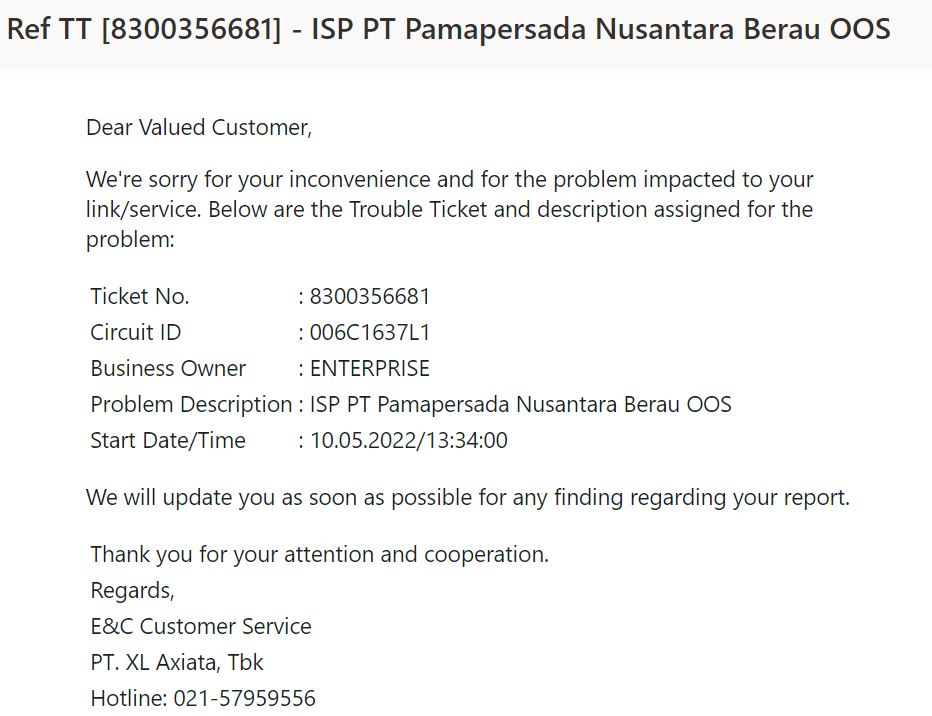 Ref TT [8300356681] - ISP PT Pamapersada Nusantara Berau OOS
Dear Valued Customer,
We're sorry for your inconvenience and for the problem impacted to your
link/service. Below are the Trouble Ticket and description assigned for the
problem:
Ticket No. : 8300356681
Circuit ID : 006C1637L1
Business Owner : ENTERPRISE
Problem Description : ISP PT Pamapersada Nusantara Berau OOS
Start Date/Time : 10.05.2022/13:34:00
We will update you as soon as possible for any finding regarding your report.
Thank you for your attention and cooperation.
Regards,
E&C Customer Service
PT. XL Axiata, Tbk
Hotline: 021-57959556